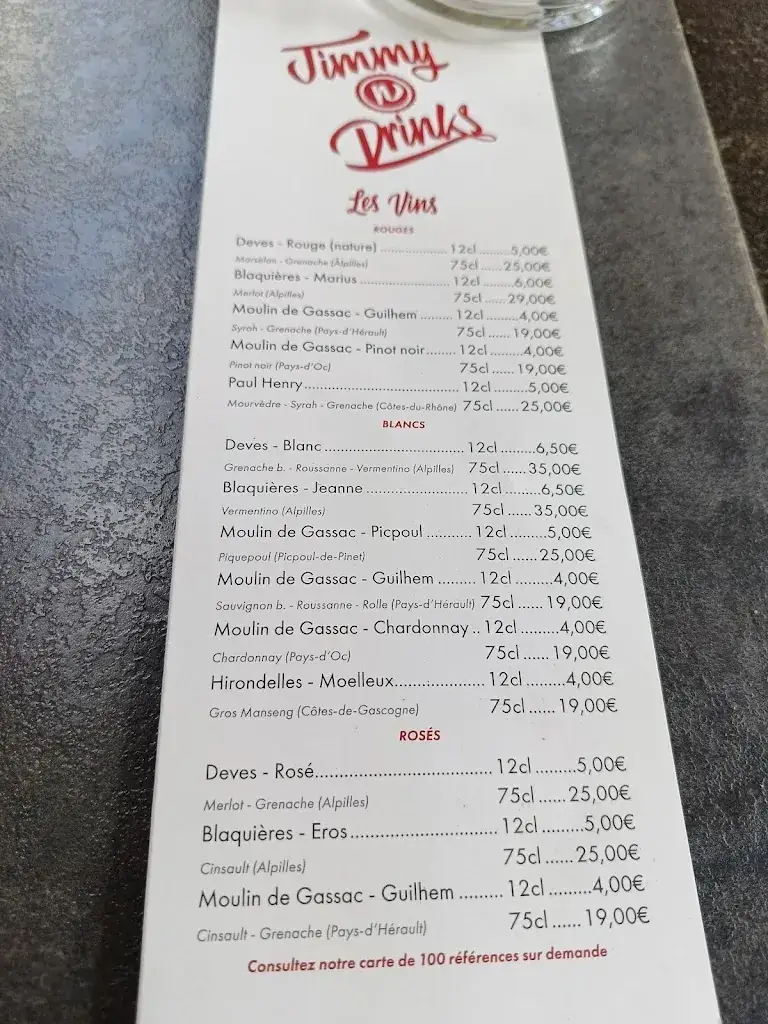 Jimmy
Drinks
Les Vins
ROUGES
Deves - Rouge (nature) .................. 12cl.........5,00€
Marselan - Grenache (Alpilles) 75cl ......25,00€
Blaquières - Marius ......................... 12cl.........6,00€
Merlot (Alpilles) 75cl ......29,00€
Moulin de Gassac - Guilhem ......... 12cl.........4,00€
Syrah - Grenache (Pays-d'Hérault) 75cl ...... 19,00€
Moulin de Gassac - Pinot noir........ 12cl.........4,00€
Pinot noir (Pays-d'Oc) 75cl ...... 19,00€
Paul Henry...................................... 12cl.........5,00€
Mourvèdre - Syrah - Grenache (Côtes-du-Rhône) 75cl ......25,00€
BLANCS
Deves - Blanc ................................. 12cl.........6,50€
Grenache b. - Roussanne - Vermentino (Alpilles) 75cl ......35,00€
Blaquières - Jeanne ........................ 12cl.........6,50€
Vermentino (Alpilles) 75cl ......35,00€
Moulin de Gassac - Picpoul ........... 12cl.........5,00€
Piquepoul (Picpoul-de-Pinet) 75cl ......25,00€
Moulin de Gassac - Guilhem ......... 12cl.........4,00€
Sauvignon b. - Roussanne - Rolle (Pays-d'Hérault) 75cl ...... 19,00€
Moulin de Gassac - Chardonnay .. 12cl.........4,00€
Chardonnay (Pays-d'Oc) 75cl ...... 19,00€
Hirondelles - Moelleux.................... 12cl.........4,00€
Gros Manseng (Côtes-de-Gascogne) 75cl ...... 19,00€
ROSÉS
Deves - Rosé................................... 12cl.........5,00€
Merlot - Grenache (Alpilles) 75cl ......25,00€
Blaquières - Eros............................. 12cl.........5,00€
Cinsault (Alpilles) 75cl ......25,00€
Moulin de Gassac - Guilhem ......... 12cl.........4,00€
Cinsault - Grenache (Pays-d'Hérault) 75cl ...... 19,00€
Consultez notre carte de 100 références sur demande